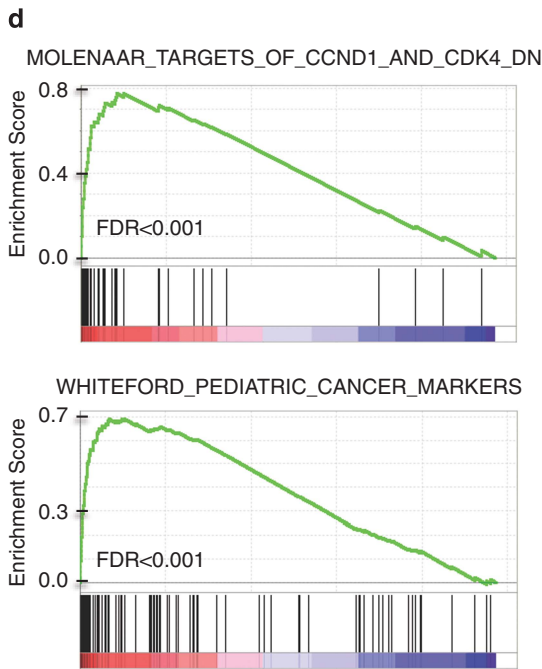 d
MOLENAAR_TARGETS_OF_CCND1_AND_CDK4_DN
Enrichment Score
0.8
0.4
0.0
FDR<0.001
WHITEFORD_PEDIATRIC_CANCER_MARKERS
Enrichment Score
0.7
0.3
0.0
FDR<0.001